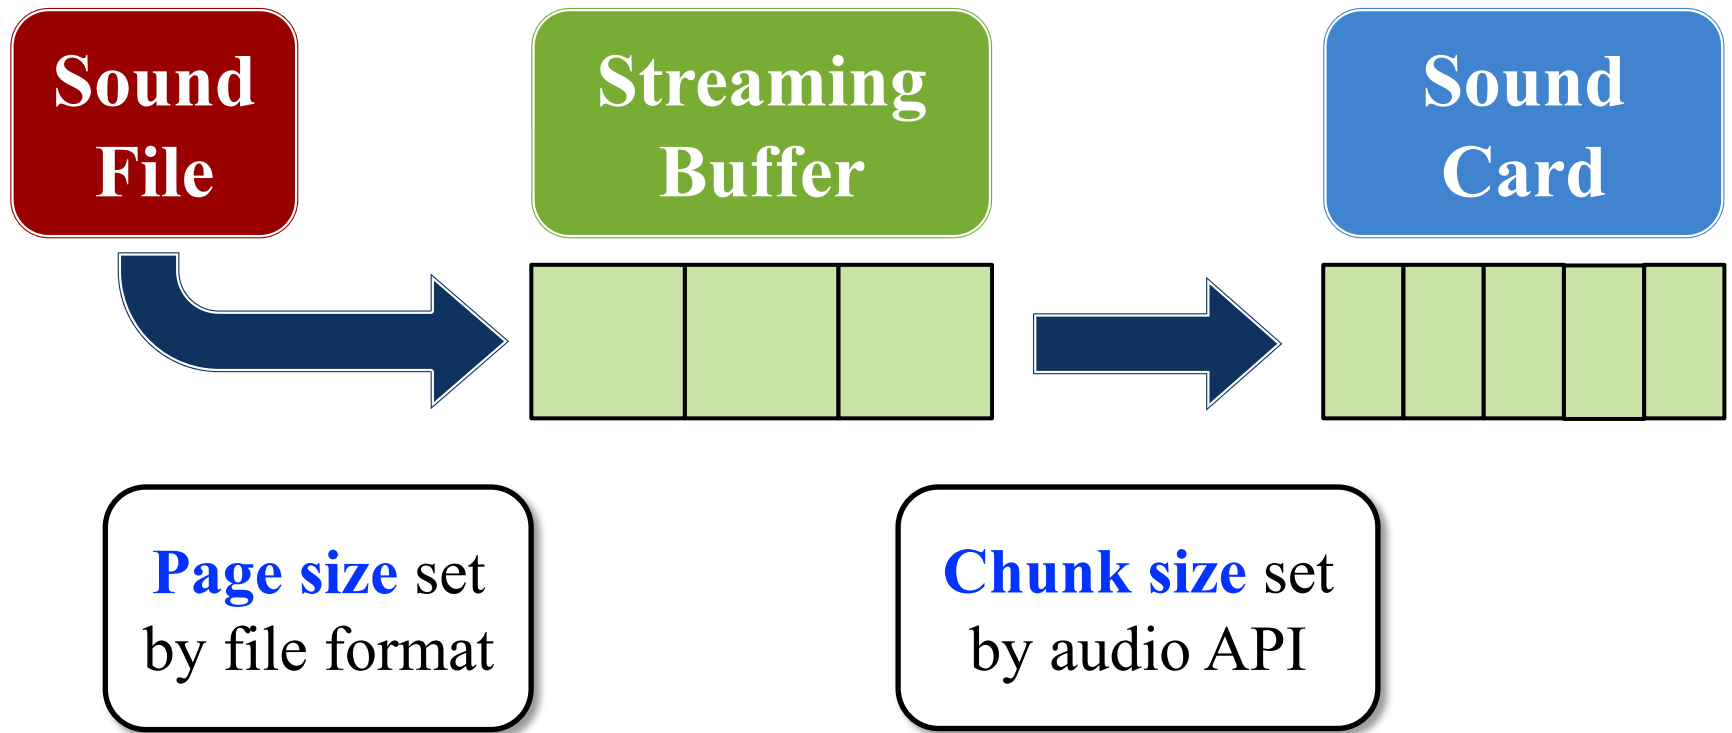 Sound
File
Streaming
Buffer
Sound
Card
Page size set
by file format
Chunk size set
by audio API